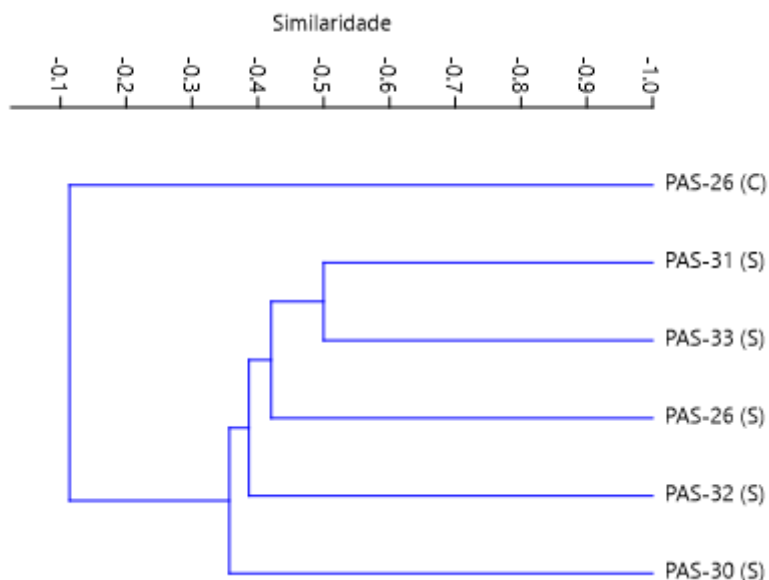 Similaridade
-0.1 -0.2 -0.3 -0.4 -0.5 -0.6 -0.7 -0.8 -0.9 -1.0
PAS-26 (C)
PAS-31 (S)
PAS-33 (S)
PAS-26 (S)
PAS-32 (S)
PAS-30 (S)